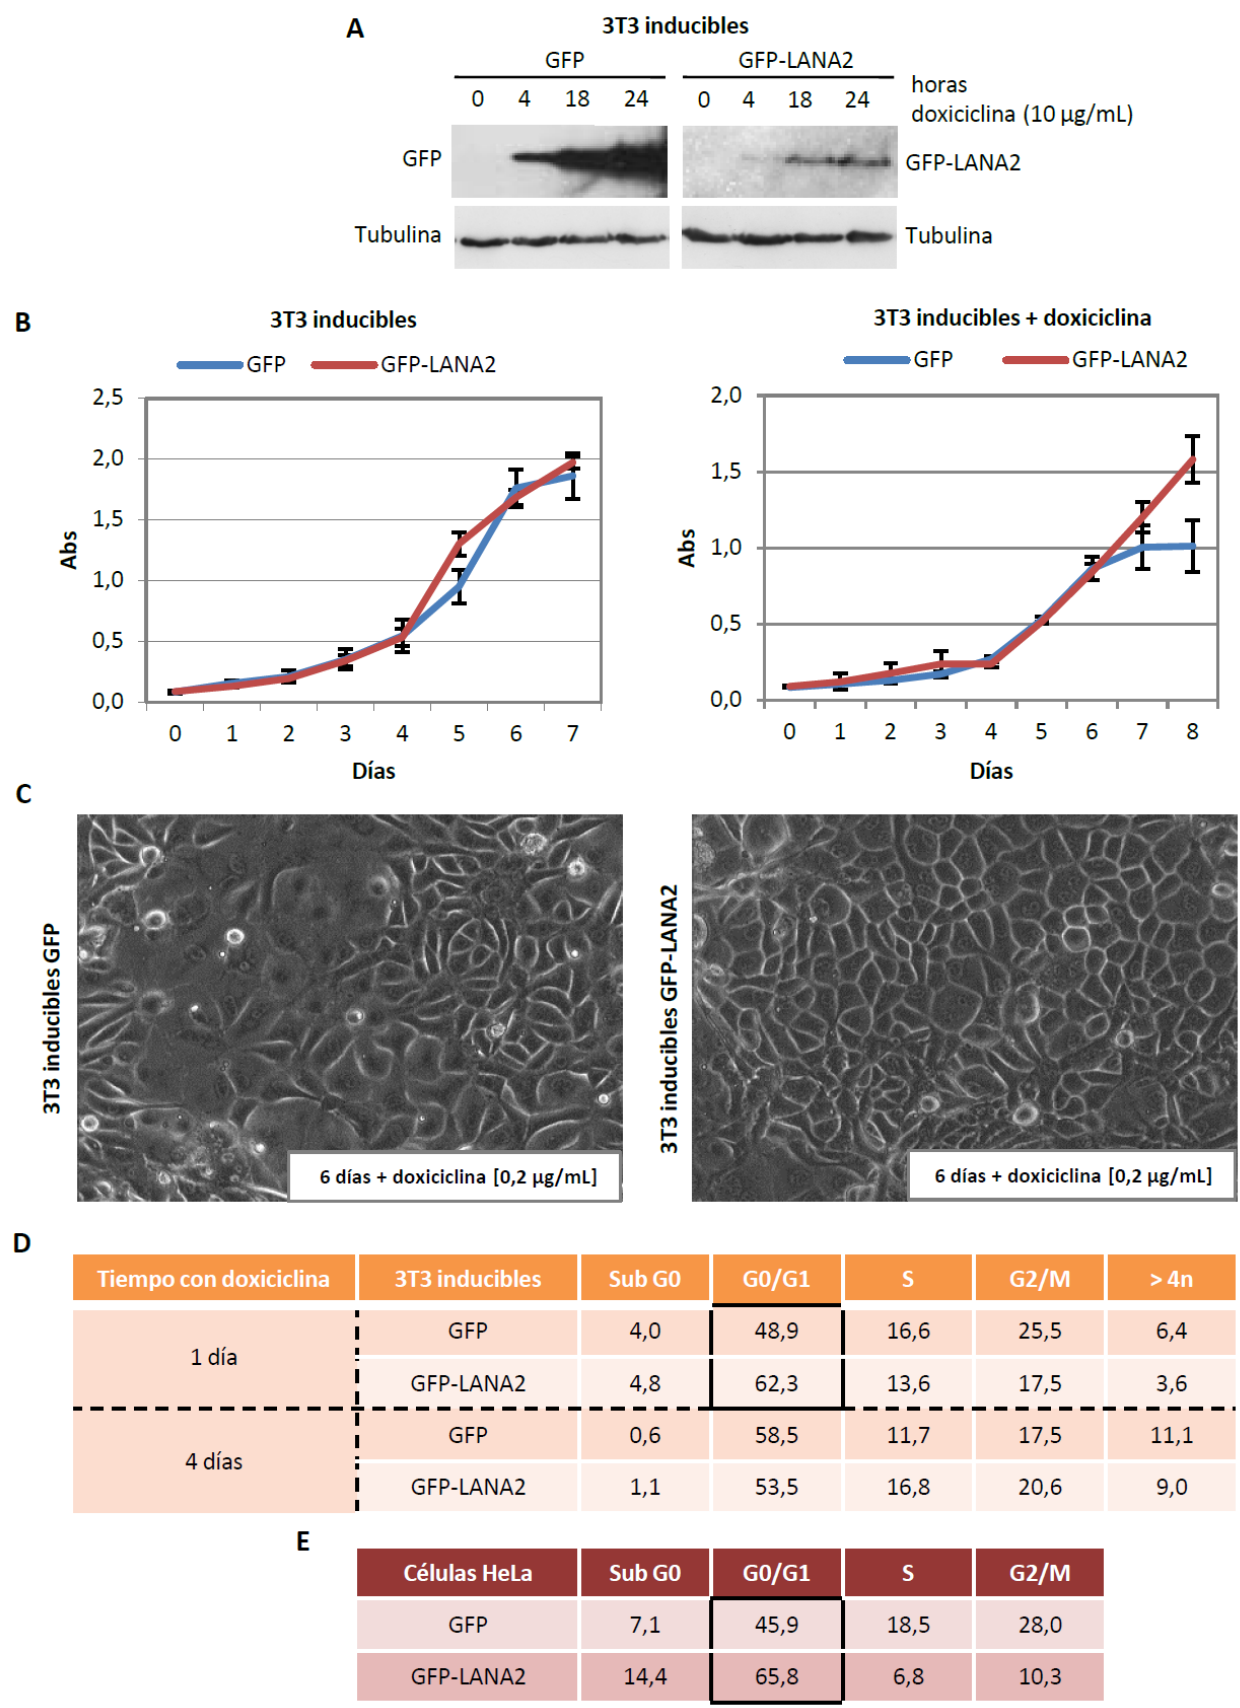 A
3T3 inducibles
GFP GFP-LANA2
0 4 18 24 0 4 18 24 horas
doxiciclina (10 µg/mL)
GFP GFP-LANA2
Tubulina Tubulina
B
3T3 inducibles
GFP GFP-LANA2
2,5
2,0
1,5
1,0
0,5
0,0
Abs
0 1 2 3 4 5 6 7
Días
3T3 inducibles + doxiciclina
GFP GFP-LANA2
2,0
1,5
1,0
0,5
0,0
Abs
0 1 2 3 4 5 6 7 8
Días
C
3T3 inducibles GFP
6 días + doxiciclina [0,2 µg/mL]
3T3 inducibles GFP-LANA2
6 días + doxiciclina [0,2 µg/mL]
D
Tiempo con doxiciclina 3T3 inducibles Sub G0 G0/G1 S G2/M > 4n
1 día
GFP 4,0 48,9 16,6 25,5 6,4
GFP-LANA2 4,8 62,3 13,6 17,5 3,6
4 días
GFP 0,6 58,5 11,7 17,5 11,1
GFP-LANA2 1,1 53,5 16,8 20,6 9,0
E
Células HeLa Sub G0 G0/G1 S G2/M
GFP 7,1 45,9 18,5 28,0
GFP-LANA2 14,4 65,8 6,8 10,3